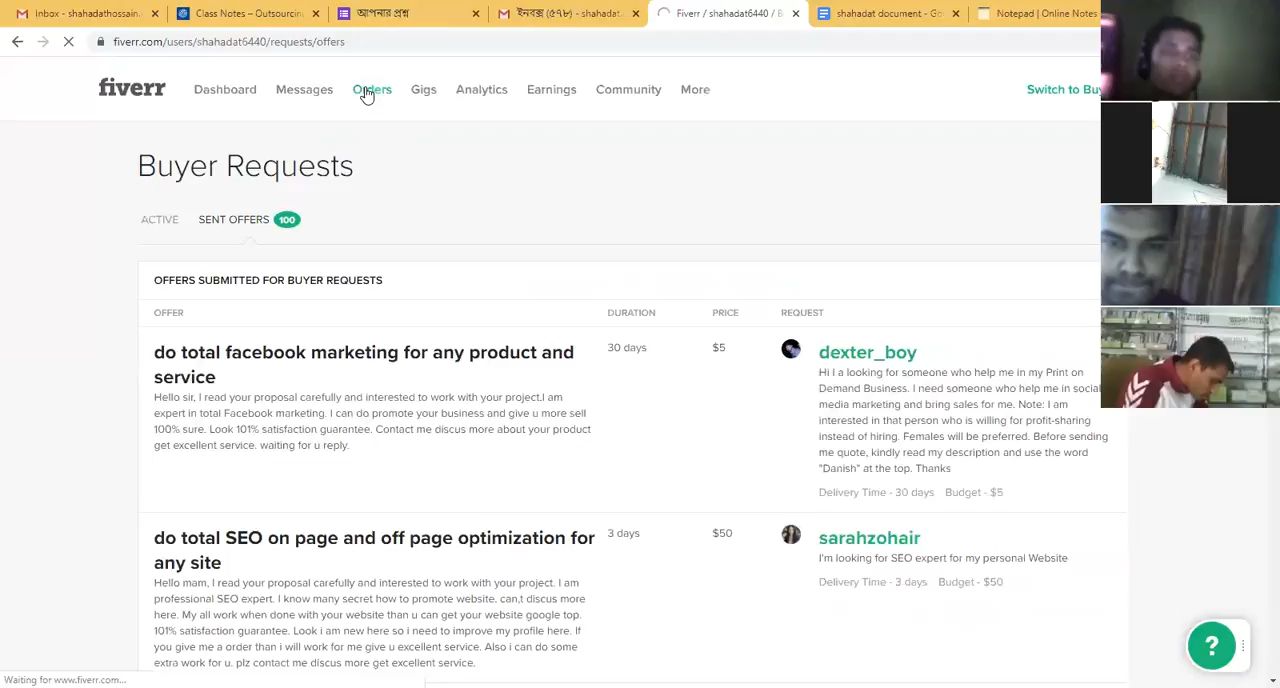 Inbox - shahadathossain.
Class Notes – Outsourcin
আপনার প্রশ্ন
ইনবক্স (৫৭৮) - shahadat
Fiverr / shahadat6440 / B
shahadat document - Go
Notepad | Online Notes
fiverr.com/users/shahadat6440/requests/offers
fiverr Dashboard Messages Orders Gigs Analytics Earnings Community More Switch to Buy
Buyer Requests
ACTIVE SENT OFFERS 100
OFFERS SUBMITTED FOR BUYER REQUESTS
OFFER DURATION PRICE REQUEST
do total facebook marketing for any product and
service
Hello sir, I read your proposal carefully and interested to work with your project.I am
expert in total Facebook marketing. I can do promote your business and give u more sell
100% sure. Look 101% satisfaction guarantee. Contact me discus more about your product
get excellent service. waiting for u reply.
30 days
$5
dexter_boy
Hi I a looking for someone who help me in my Print on
Demand Business. I need someone who help me in social
media marketing and bring sales for me. Note: I am
interested in that person who is willing for profit-sharing
instead of hiring. Females will be preferred. Before sending
me quote, kindly read my description and use the word
"Danish" at the top. Thanks
Delivery Time - 30 days Budget - $5
do total SEO on page and off page optimization for
any site
Hello mam, I read your proposal carefully and interested to work with your project. I am
professional SEO expert. I know many secret how to promote website. can,t discus more
here. My all work when done with your website than u can get your website google top.
101% satisfaction guarantee. Look i am new here so i need to improve my profile here. If
you give me a order than i will work for me give u excellent service. Also i can do some
extra work for u. plz contact me discus more get excellent service.
3 days
$50
sarahzohair
I'm looking for SEO expert for my personal Website
Delivery Time - 3 days Budget - $50
?
Waiting for www.fiverr.com...